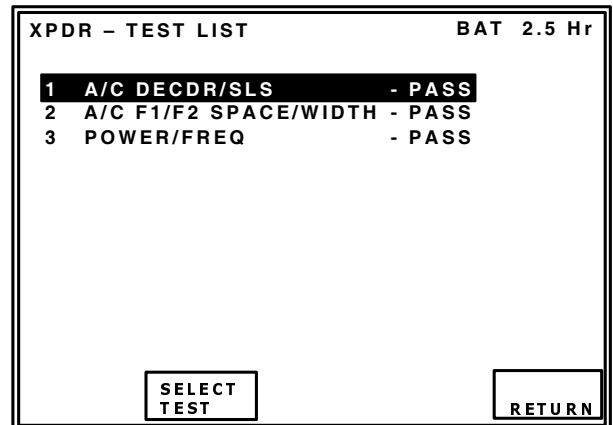 XPDR – TEST LIST BAT 2.5 Hr
1 A/C DECDR/SLS - PASS
2 A/C F1/F2 SPACE/WIDTH - PASS
3 POWER/FREQ - PASS
SELECT
TEST
RETURN